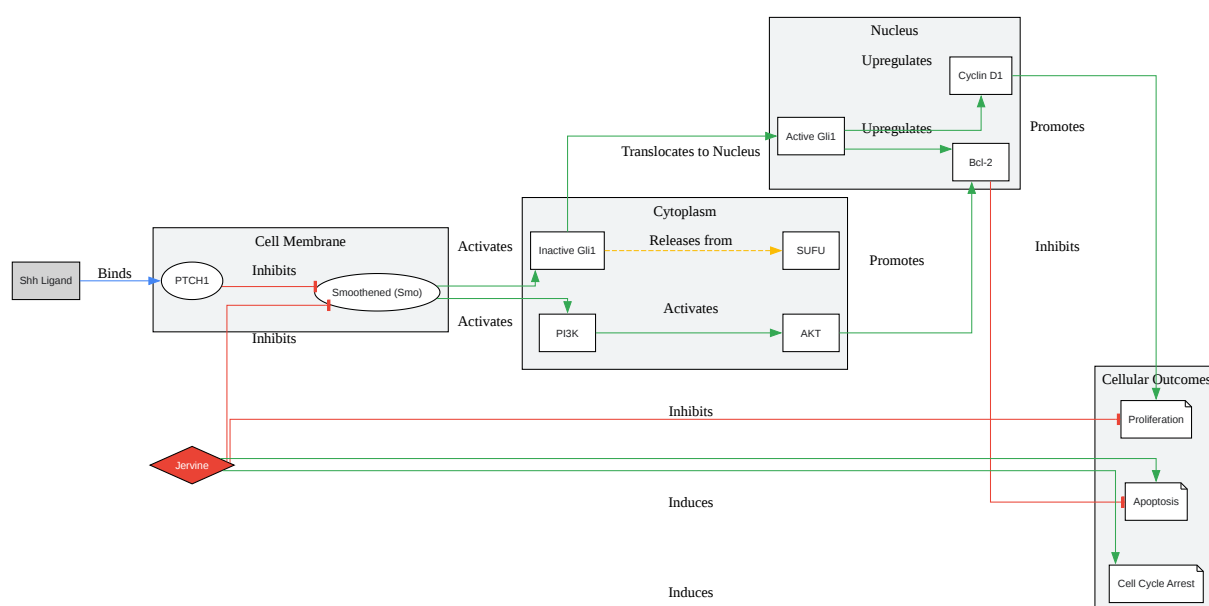 Nucleus
Upregulates
Cyclin D1
Upregulates
Active Gli1
Promotes
Translocates to Nucleus
Bcl-2
Cytoplasm
Cell Membrane
Activates
Inactive Gli1
Releases from
SUFU
Inhibits
Promotes
Shh Ligand
Binds
PTCH1
Inhibits
Smoothened (Smo)
Activates
Activates
PI3K
AKT
Inhibits
Cellular Outcomes
Inhibits
Proliferation
Jervine
Induces
Apoptosis
Cell Cycle Arrest
Induces